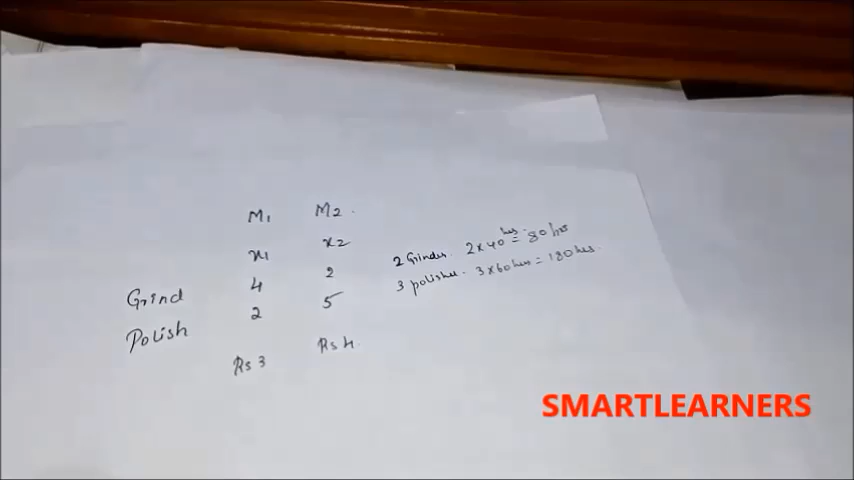 M1 M2.
x1 x2
Grind 4 2
Polish 2 5
Rs 3 Rs 4.
2 Grinder. 2 x 40 hrs. = 80 hrs
3 polisher. 3 x 60 hrs = 180 hrs.
SMARTLEARNERS